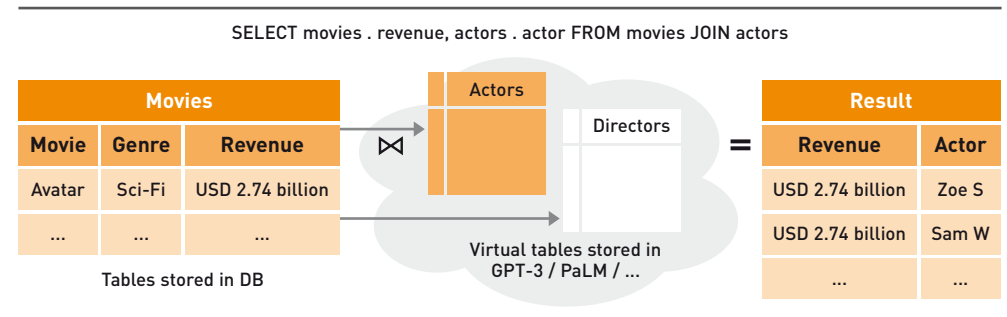 SELECT movies . revenue, actors . actor FROM movies JOIN actors
Movies
Movie Genre Revenue
Avatar Sci-Fi USD 2.74 billion
... ... ...
Tables stored in DB
⋈
Actors
Directors
Virtual tables stored in
GPT-3 / PaLM / ...
=
Result
Revenue Actor
USD 2.74 billion Zoe S
USD 2.74 billion Sam W
... ...